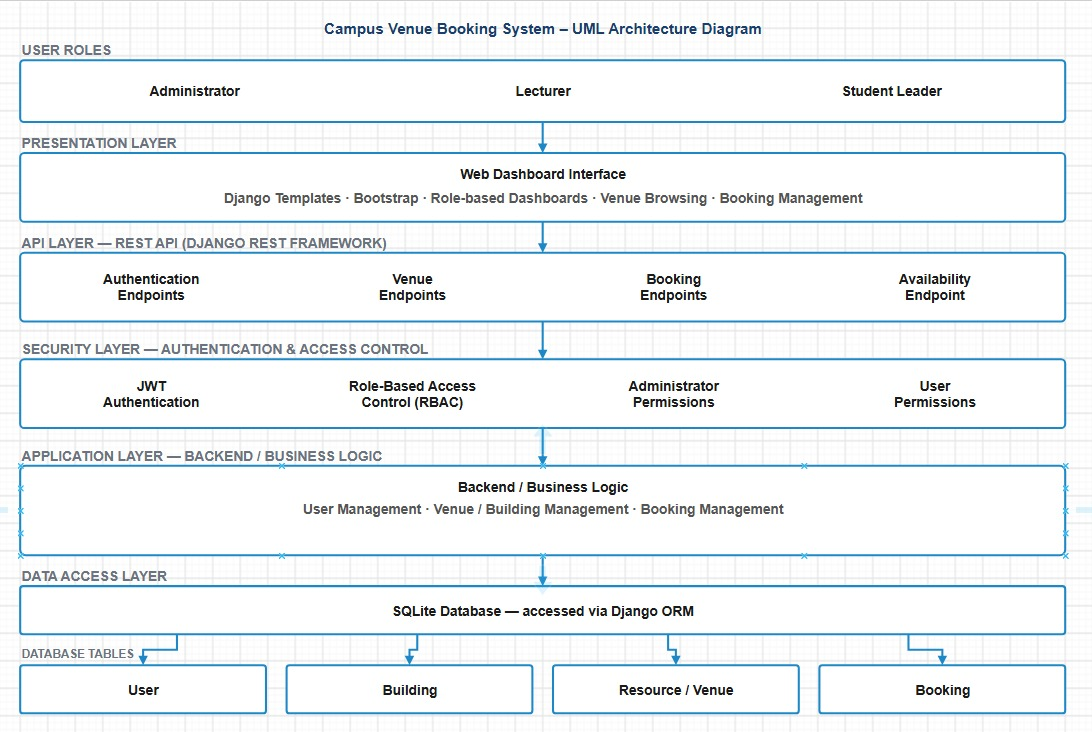 Campus Venue Booking System – UML Architecture Diagram
USER ROLES
Administrator
Lecturer
Student Leader
PRESENTATION LAYER
Web Dashboard Interface
Django Templates · Bootstrap · Role-based Dashboards · Venue Browsing · Booking Management
API LAYER — REST API (DJANGO REST FRAMEWORK)
Authentication
Endpoints
Venue
Endpoints
Booking
Endpoints
Availability
Endpoint
SECURITY LAYER — AUTHENTICATION & ACCESS CONTROL
JWT
Authentication
Role-Based Access
Control (RBAC)
Administrator
Permissions
User
Permissions
APPLICATION LAYER — BACKEND / BUSINESS LOGIC
Backend / Business Logic
User Management · Venue / Building Management · Booking Management
DATA ACCESS LAYER
SQLite Database — accessed via Django ORM
DATABASE TABLES
User
Building
Resource / Venue
Booking